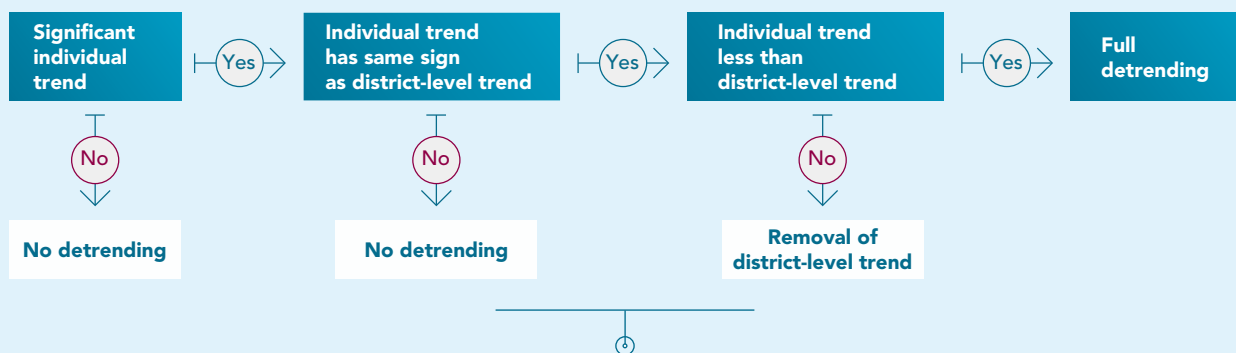 Significant
individual
trend
Yes
Individual trend
has same sign
as district-level trend
Yes
Individual trend
less than
district-level trend
Yes
Full
detrending
No
No
No
No detrending
No detrending
Removal of
district-level trend